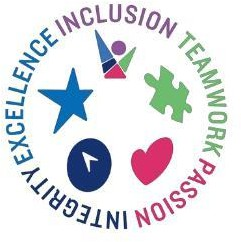 INCLUSION
TEAMWORK
PASSION
INTEGRITY
EXCELLENCE